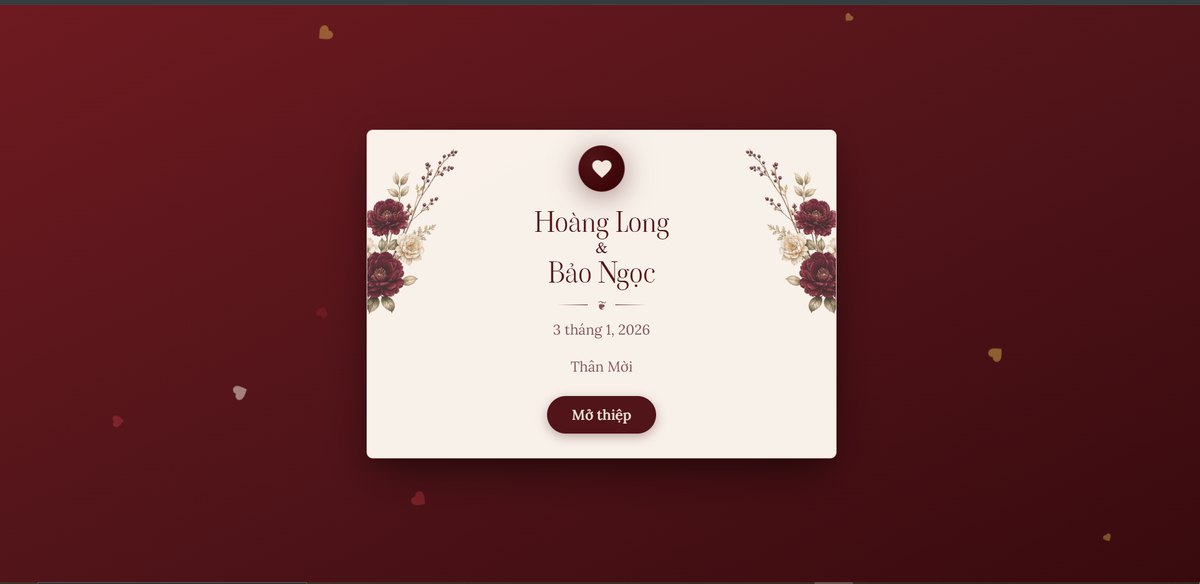 Hoàng Long
&
Bảo Ngọc
3 tháng 1, 2026
Thân Mời
Mở thiệp